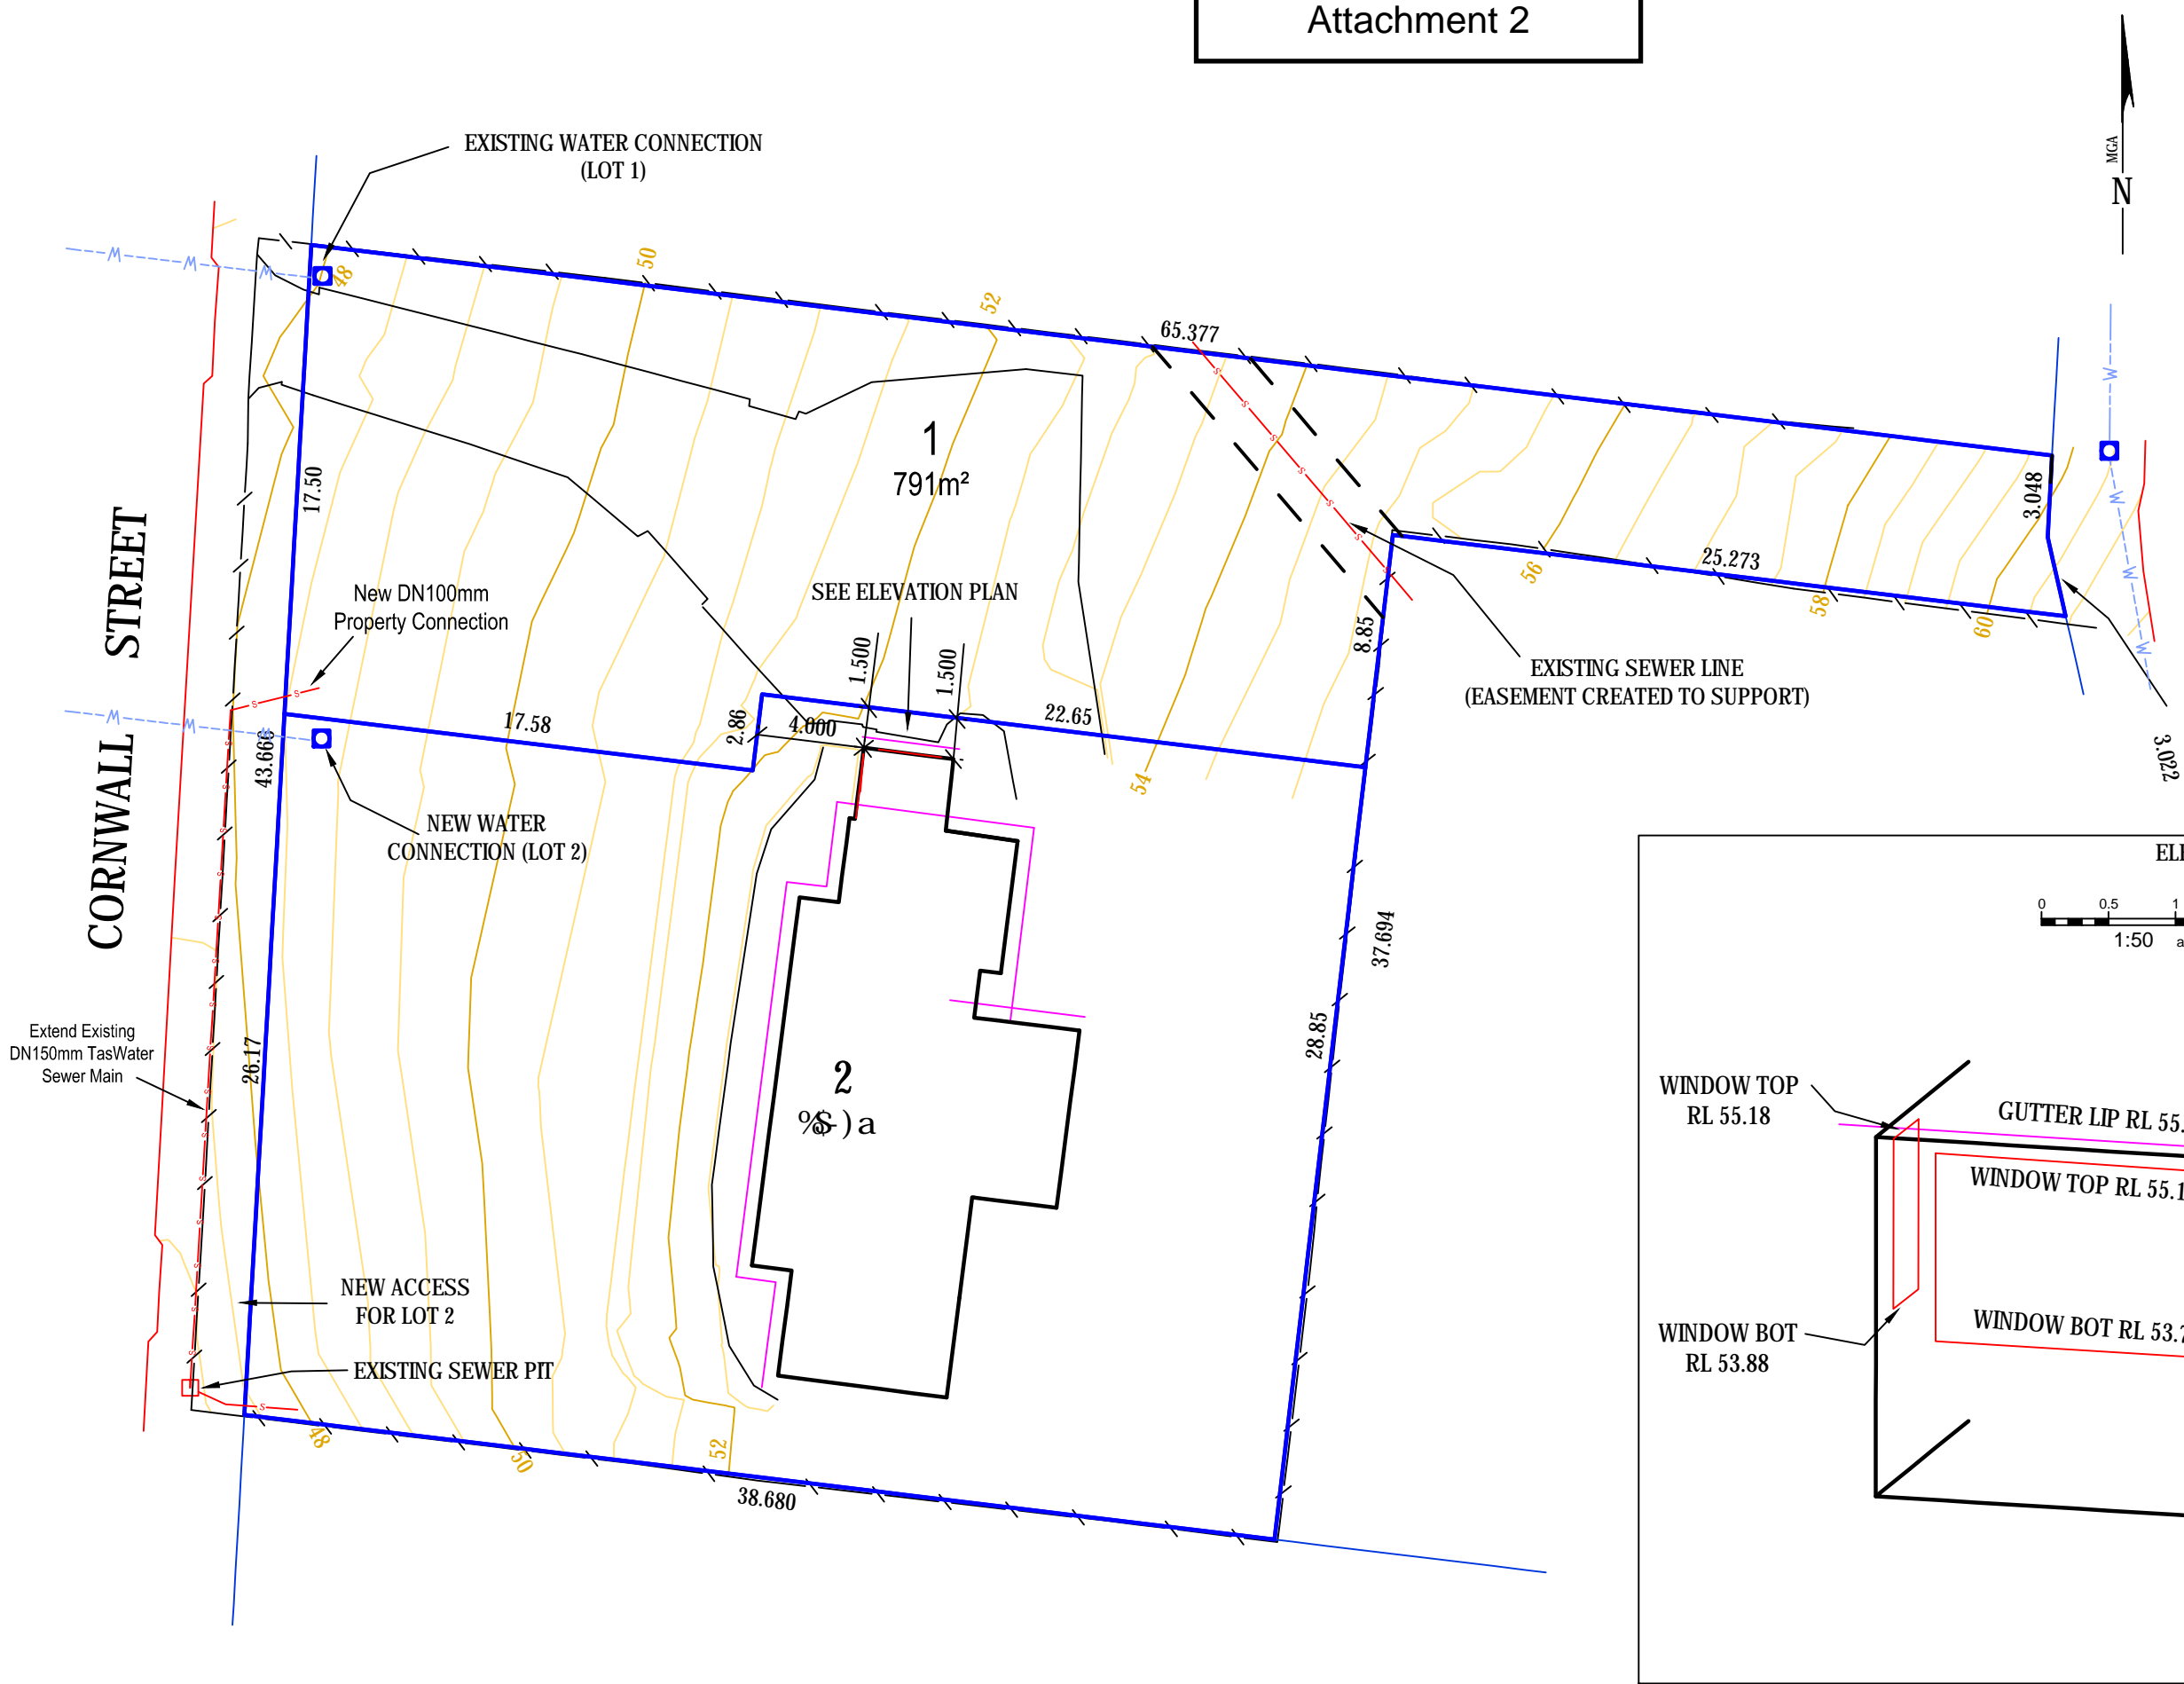 Attachment 2
MGA
N
EXISTING WATER CONNECTION
(LOT 1)
48
50
52
65.377
1
791m²
17.50
3.048
25.273
56
58
60
CORNWALL STREET
New DN100mm
Property Connection
SEE ELEVATION PLAN
1.500
1.500
8.85
EXISTING SEWER LINE
(EASEMENT CREATED TO SUPPORT)
17.58
2.86
4.000
22.65
43.666
54
3.022
NEW WATER
CONNECTION (LOT 2)
37.694
28.85
Extend Existing
DN150mm TasWater
Sewer Main
26.17
2
NEW ACCESS
FOR LOT 2
EXISTING SEWER PIT
48
50
52
38.680
0 0.5 1
1:50
WINDOW TOP
RL 55.18
GUTTER LIP RL 55.
WINDOW TOP RL 55.1
WINDOW BOT
RL 53.88
WINDOW BOT RL 53.